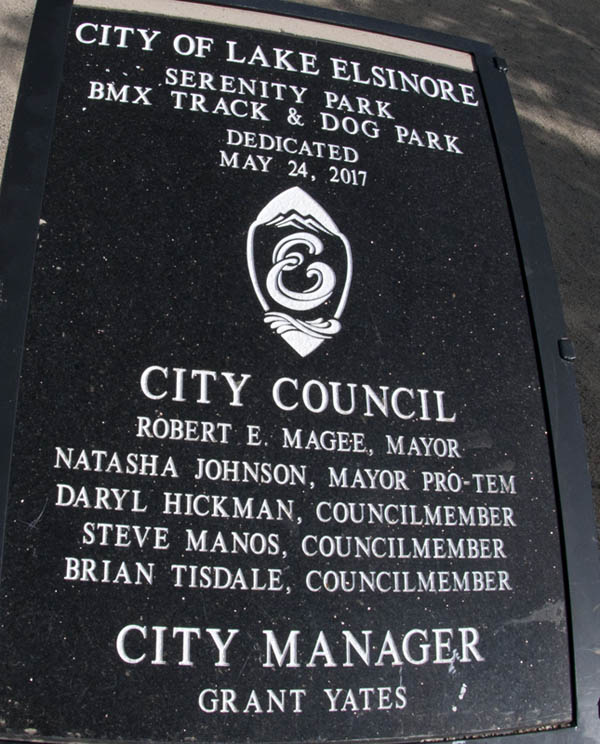 CITY OF LAKE ELSINORE
SERENITY PARK
BMX TRACK & DOG PARK
DEDICATED
MAY 24, 2017
CITY COUNCIL
ROBERT E. MAGEE, MAYOR
NATASHA JOHNSON, MAYOR PRO-TEM
DARYL HICKMAN, COUNCILMEMBER
STEVE MANOS, COUNCILMEMBER
BRIAN TISDALE, COUNCILMEMBER
CITY MANAGER
GRANT YATES